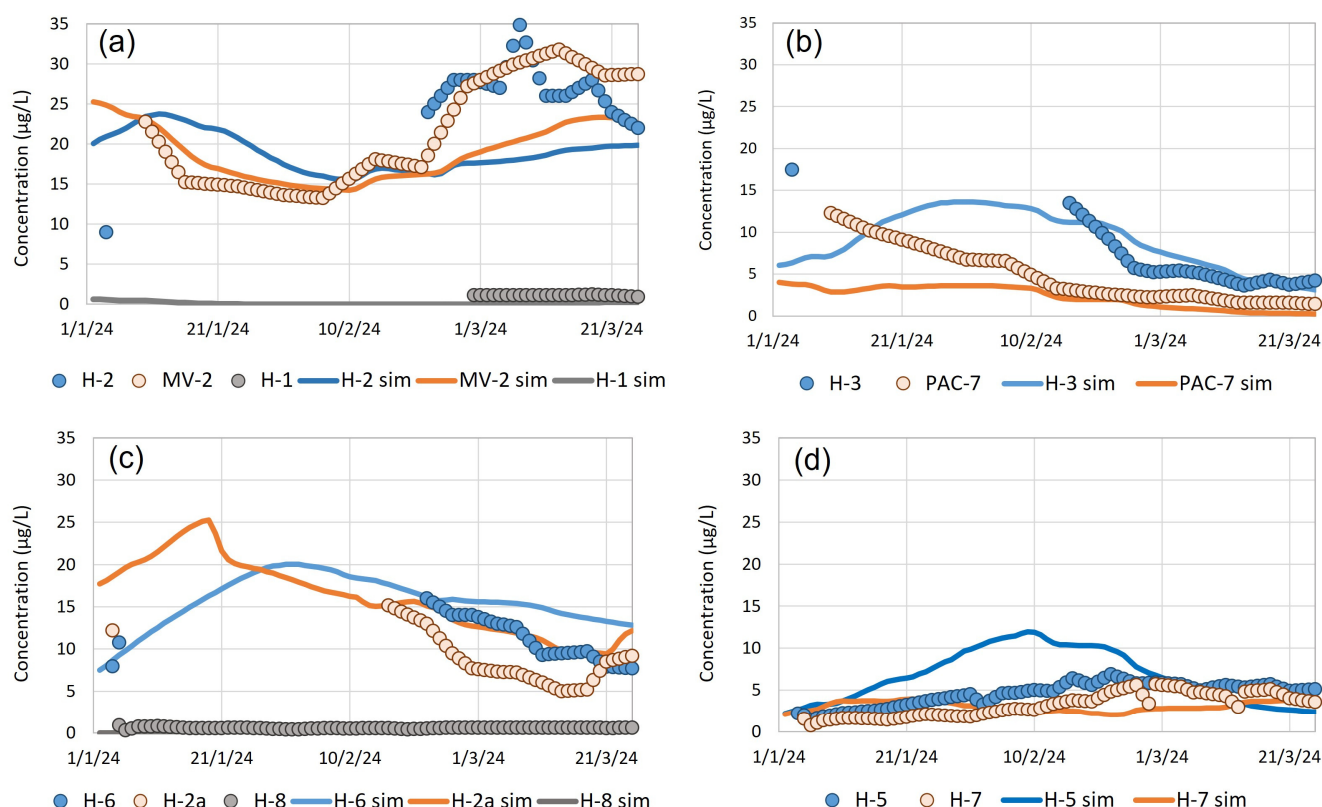 (a)
Concentration (µg/L)
35
30
25
20
15
10
5
0
1/1/24 21/1/24 10/2/24 1/3/24 21/3/24
H-2 MV-2 H-1 H-2 sim MV-2 sim H-1 sim
(b)
Concentration (µg/L)
35
30
25
20
15
10
5
0
1/1/24 21/1/24 10/2/24 1/3/24 21/3/24
H-3 PAC-7 H-3 sim PAC-7 sim
(c)
Concentration (µg/L)
35
30
25
20
15
10
5
0
1/1/24 21/1/24 10/2/24 1/3/24 21/3/24
H-6 H-2a H-8 H-6 sim H-2a sim H-8 sim
(d)
Concentration (µg/L)
35
30
25
20
15
10
5
0
1/1/24 21/1/24 10/2/24 1/3/24 21/3/24
H-5 H-7 H-5 sim H-7 sim